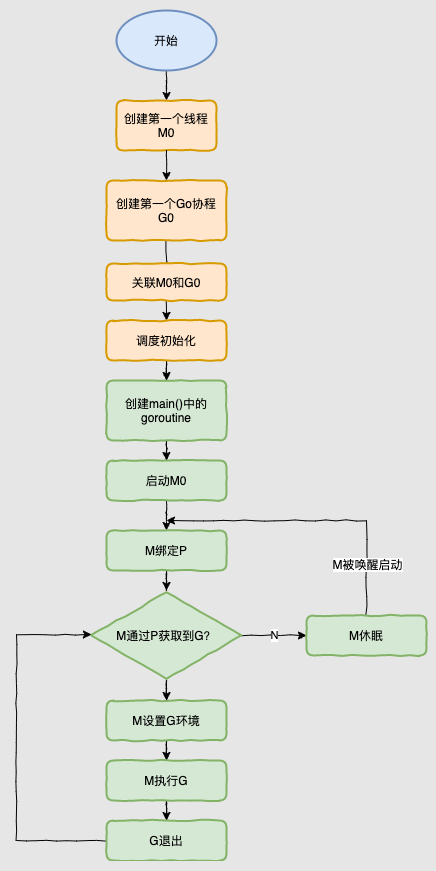 开始
创建第一个线程
M0
创建第一个Go协程
G0
关联M0和G0
调度初始化
创建main()中的
goroutine
启动M0
M绑定P
M被唤醒启动
M通过P获取到G?
N
M休眠
M设置G环境
M执行G
G退出